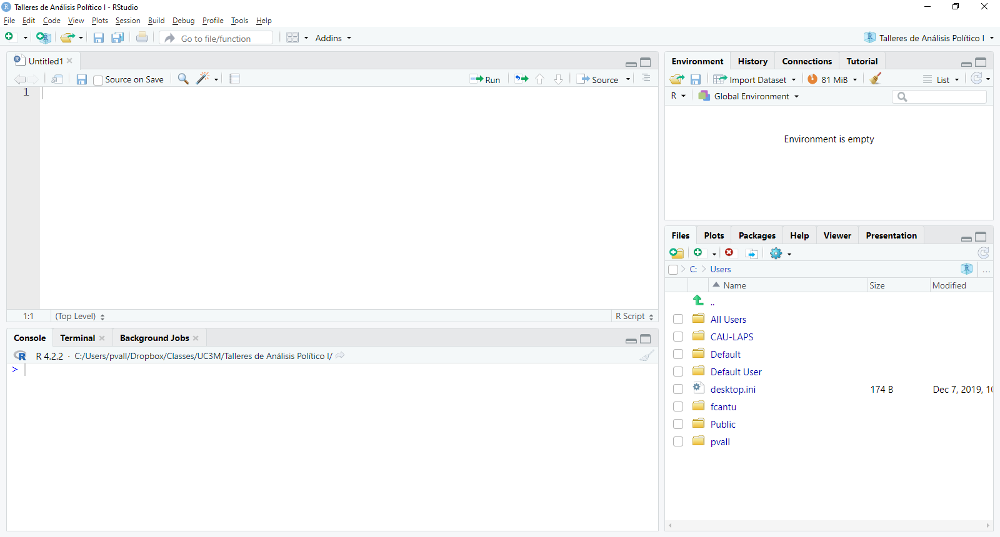 Talleres de Análisis Político I - RStudio
File Edit Code View Plots Session Build Debug Profile Tools Help
Go to file/function Addins Talleres de Análisis Político I
Untitled1
Source on Save Run Source
1
1:1 (Top Level) R Script
Console Terminal Background Jobs
R 4.2.2 · C:/Users/pvall/Dropbox/Classes/UC3M/Talleres de Análisis Político I/
>
Environment History Connections Tutorial
Import Dataset 81 MiB List
R Global Environment
Environment is empty
Files Plots Packages Help Viewer Presentation
C: Users ...
Name Size Modified
..
All Users
CAU-LAPS
Default
Default User
desktop.ini 174 B Dec 7, 2019, 10
fcantu
Public
pvall